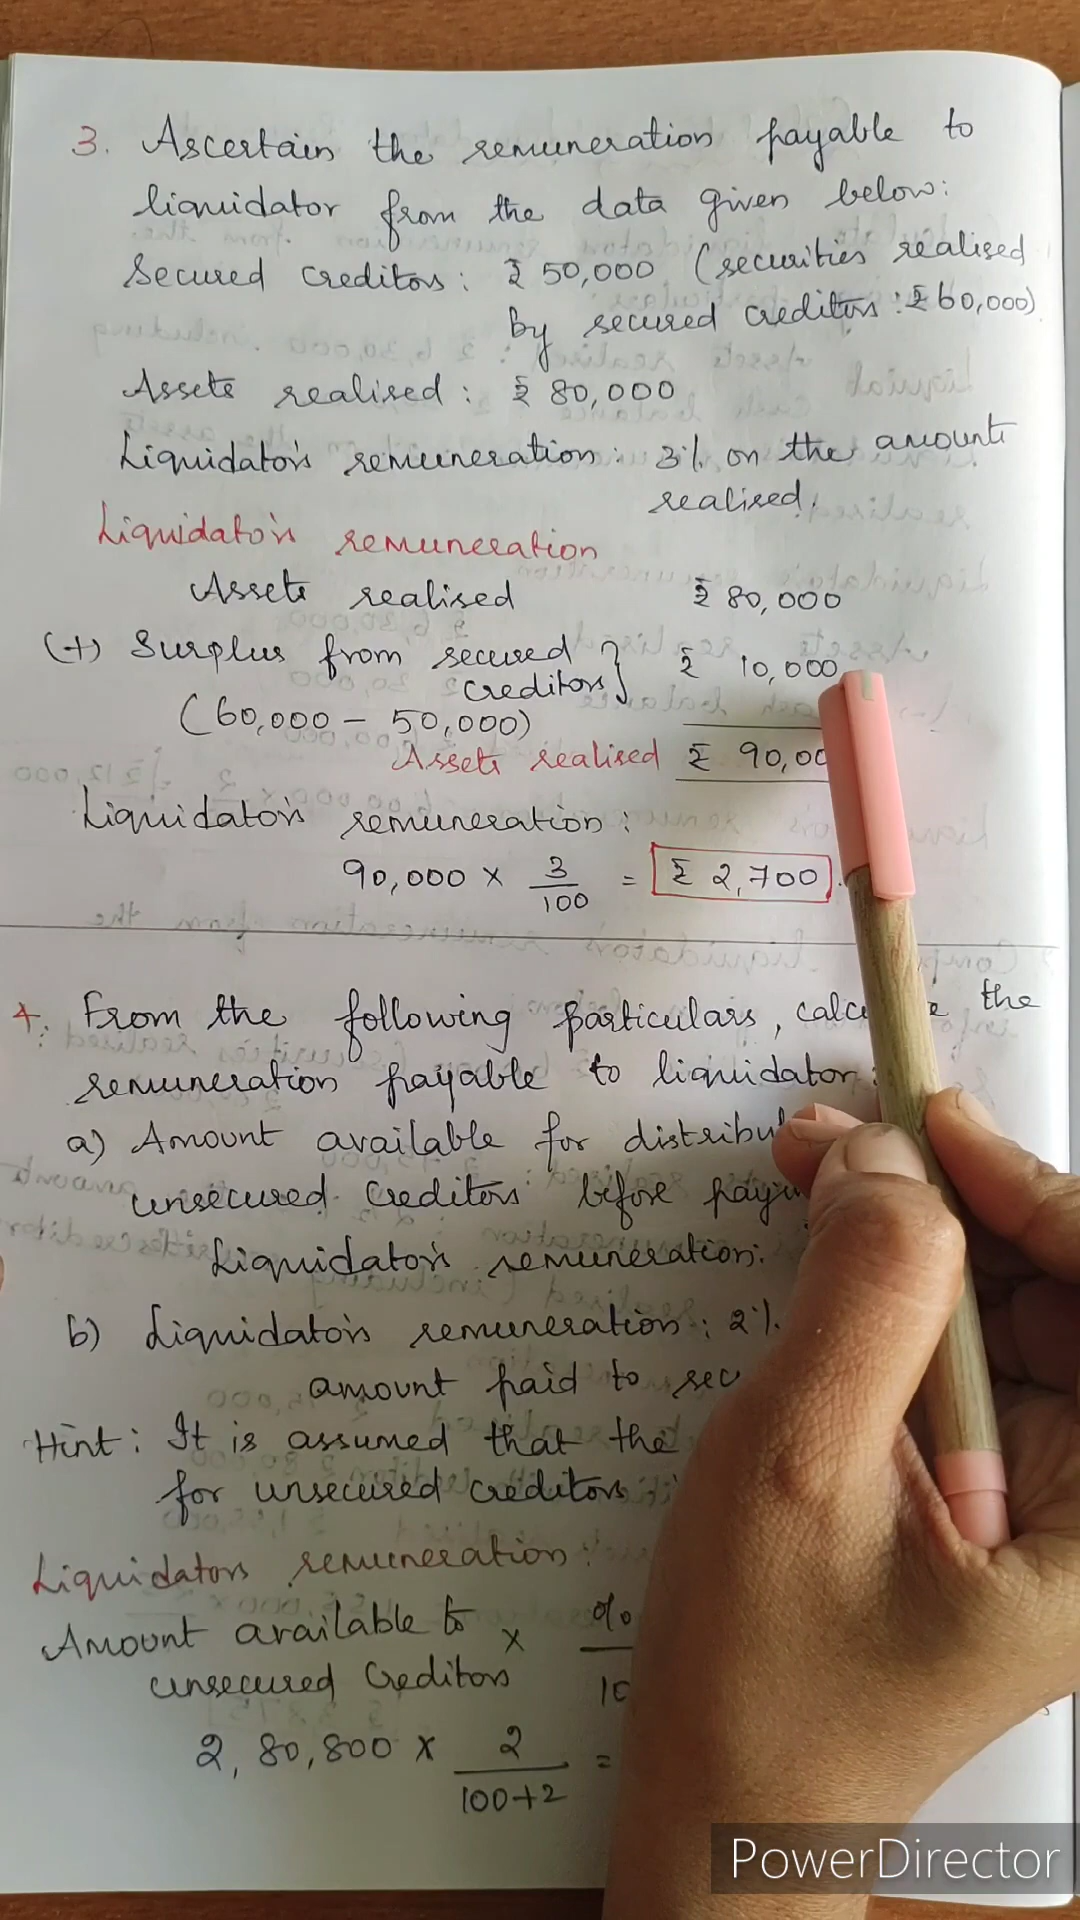 3. Ascertain the remuneration payable to
liquidator from the data given below:
Secured Creditors: ₹ 50,000 (securities realised
by secured creditors: ₹60,000)
Assets realised: ₹ 80,000
Liquidator's remuneration: 3% on the amount
realised.
Liquidator's remuneration
Assets realised ₹ 80,000
(+) Surplus from secured creditors} ₹ 10,000
(60,000 - 50,000)
Assets realised ₹ 90,00
Liquidator's remuneration:
90,000 × 3/100 = ₹ 2,700.
4. From the following particulars, the
remuneration payable to liquidator:
a) Amount available for
unsecured creditors before
Liquidator's remuneration:
b) Liquidator's remuneration: 2%
amount paid to
Hint: It is assumed that the
for unsecured creditors
Liquidators remuneration:
Amount available to × %
unsecured Creditors
2,80,800 × 2/100+2 =
PowerDirector